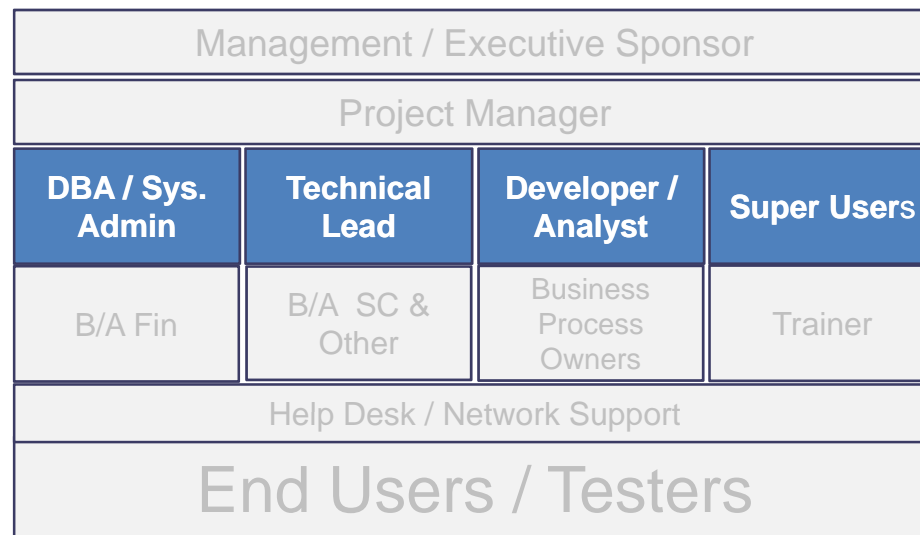 Management / Executive Sponsor
Project Manager
DBA / Sys.
Admin
Technical
Lead
Developer /
Analyst
Super Users
B/A Fin
B/A  SC &
Other
Business
Process
Owners
Trainer
Help Desk / Network Support
End Users / Testers